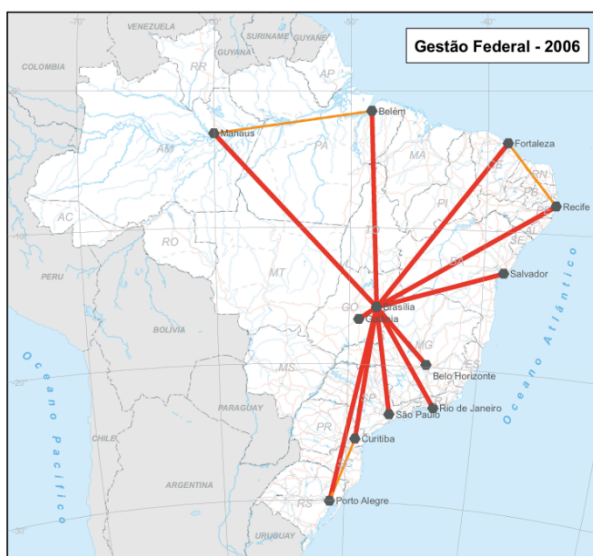 Gestão Federal - 2006
VENEZUELA
SURINAME
GUYANE
GUYANA
COLOMBIA
RR
AP
Belém
Manaus
Fortaleza
AM
PA
MA
RN
PB
PI
Recife
AC
TO
AL
SE
RO
BA
Salvador
MT
PERU
Brasília
GO
Goiânia
BOLIVIA
MG
ES
Belo Horizonte
MS
SP
RJ
Rio de Janeiro
São Paulo
PARAGUAY
PR
Curitiba
CHILE
ARGENTINA
RS
Porto Alegre
URUGUAY
Oceano Pacífico
Oceano Atlântico